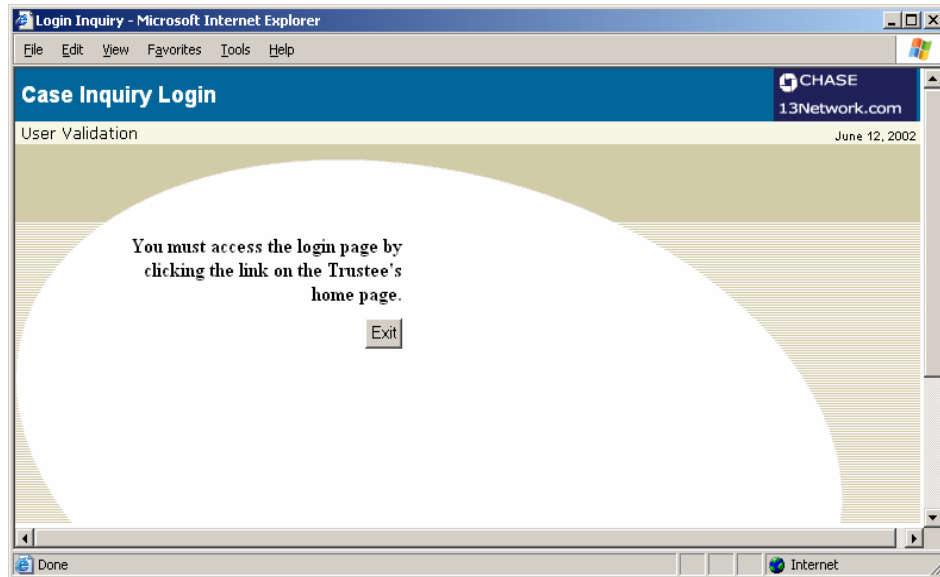 Login Inquiry - Microsoft Internet Explorer
File Edit View Favorites Tools Help
Case Inquiry Login
CHASE
13Network.com
User Validation
June 12, 2002
You must access the login page by
clicking the link on the Trustee's
home page.
Exit
Done
Internet